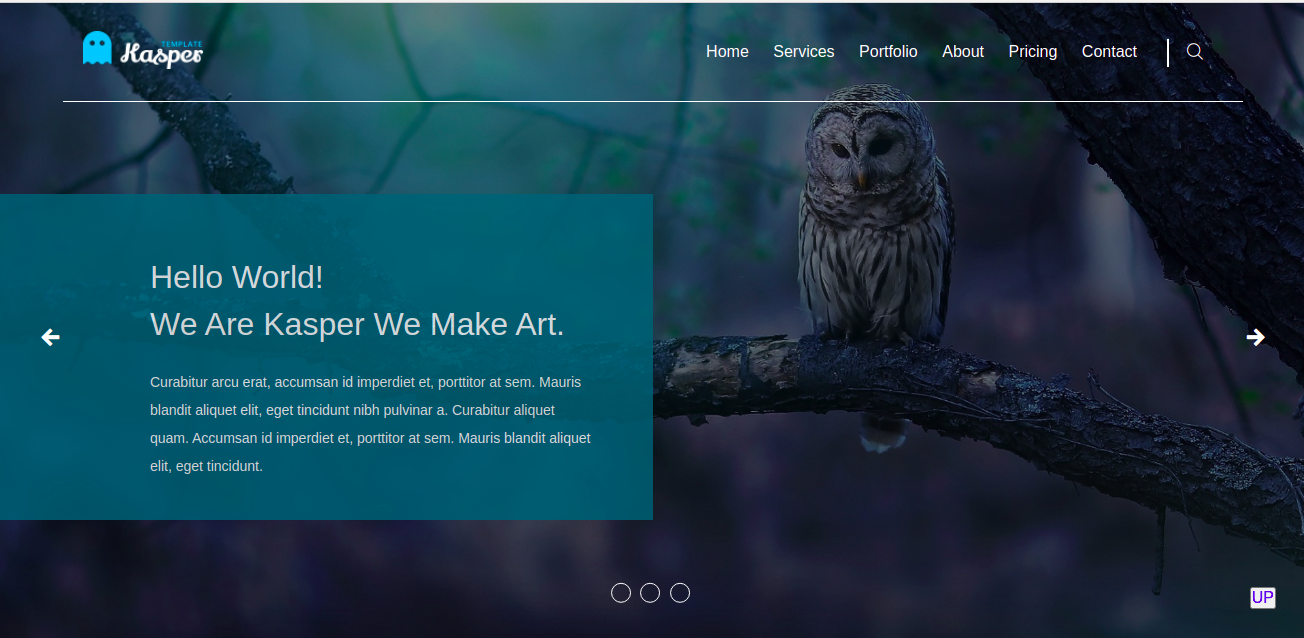 TEMPLATE
Kasper
Home Services Portfolio About Pricing Contact
Hello World!
We Are Kasper We Make Art.
Curabitur arcu erat, accumsan id imperdiet et, porttitor at sem. Mauris
blandit aliquet elit, eget tincidunt nibh pulvinar a. Curabitur aliquet
quam. Accumsan id imperdiet et, porttitor at sem. Mauris blandit aliquet
elit, eget tincidunt.
UP